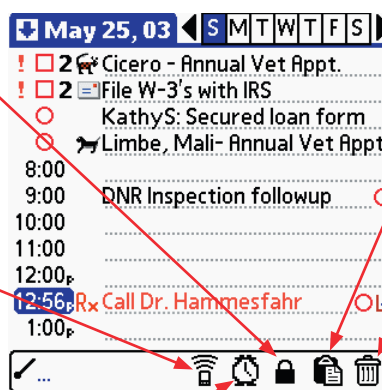 May 25, 03 S M T W T F S
! 2 Cicero - Annual Vet Appt.
! 2 File W-3's with IRS
KathyS: Secured loan form
Limbe, Mali- Annual Vet Appt
8:00
9:00 DNR Inspection followup
10:00
11:00
12:00P
12:56P Rx Call Dr. Hammesfahr L
1:00P
...